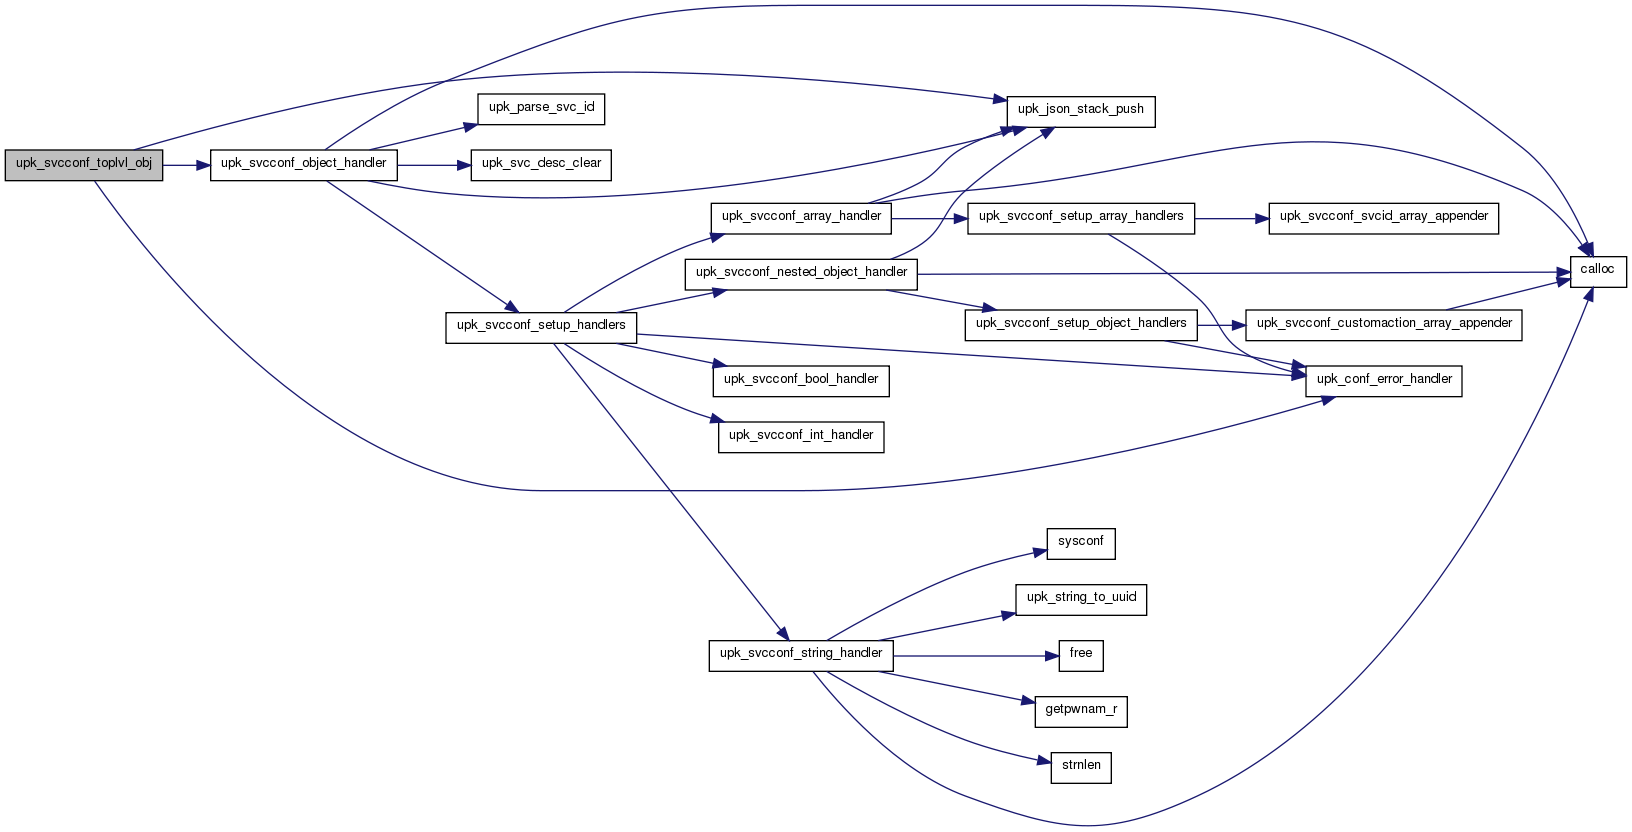 upk_svcconf_toplvl_obj
upk_svcconf_object_handler
upk_parse_svc_id
upk_svc_desc_clear
upk_json_stack_push
upk_svcconf_array_handler
upk_svcconf_setup_array_handlers
upk_svcconf_svcid_array_appender
upk_svcconf_nested_object_handler
calloc
upk_svcconf_setup_handlers
upk_svcconf_setup_object_handlers
upk_svcconf_customaction_array_appender
upk_svcconf_bool_handler
upk_conf_error_handler
upk_svcconf_int_handler
sysconf
upk_string_to_uuid
upk_svcconf_string_handler
free
getpwnam_r
strnlen